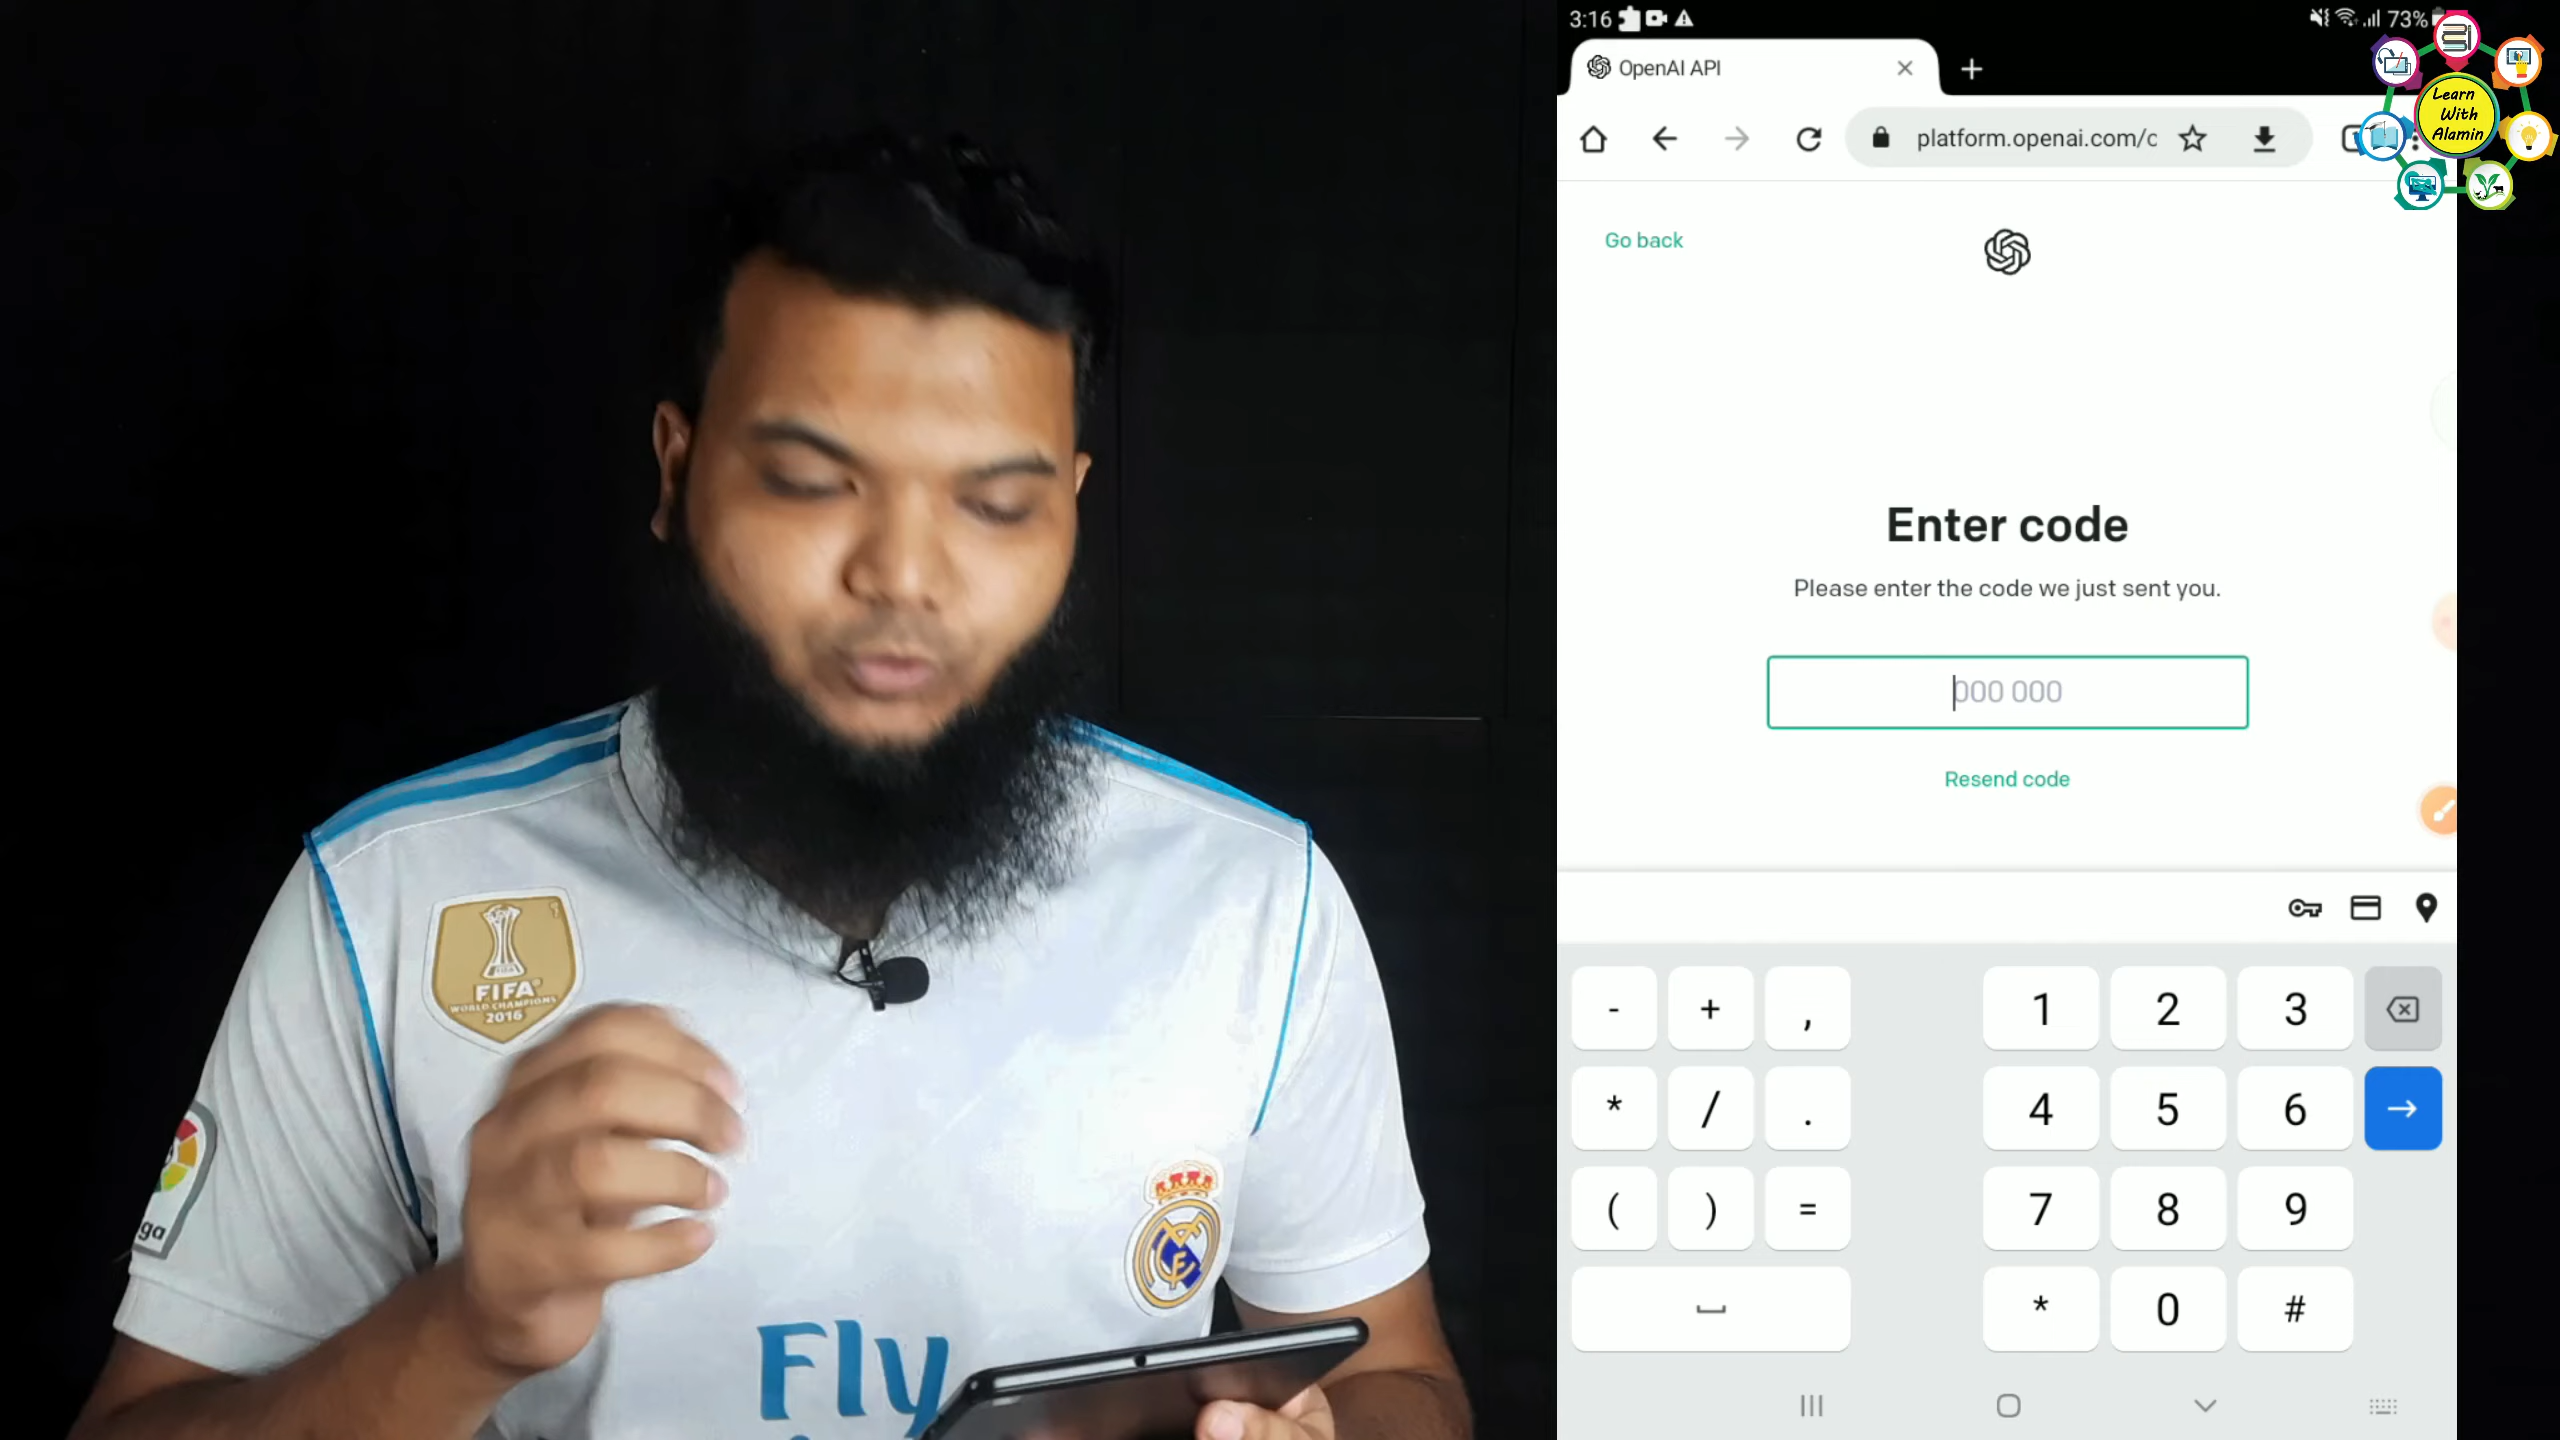 3:16
73%
OpenAI API
platform.openai.com/c
Learn
With
Alamin
Go back
Enter code
Please enter the code we just sent you.
000 000
Resend code
- + , 1 2 3
* / . 4 5 6
( ) = 7 8 9
* 0 #
FIFA
WORLD CHAMPIONS
2016
ga
Fly